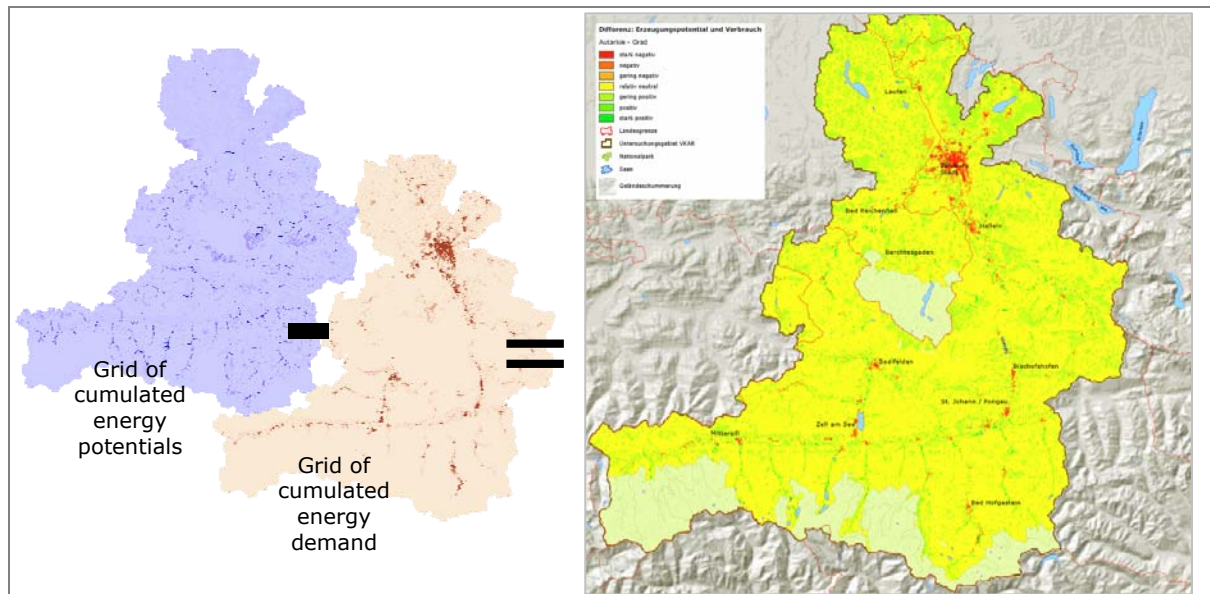 Grid of
cumulated
energy
potentials
Grid of
cumulated
energy
demand
Differenz: Erzeugungspotential und Verbrauch
Autarkie - Grad
stark negativ
negativ
gering negativ
relativ neutral
gering positiv
positiv
stark positiv
Landesgrenze
Untersuchungsgebiet VKAR
Nationalpark
Seen
Geländeschummerung
Laufen
Bad Reichenhall
Hallein
Berchtesgaden
Saalfelden
Bischofshofen
St. Johann / Pongau
Zell am See
Mittersill
Bad Hofgastein